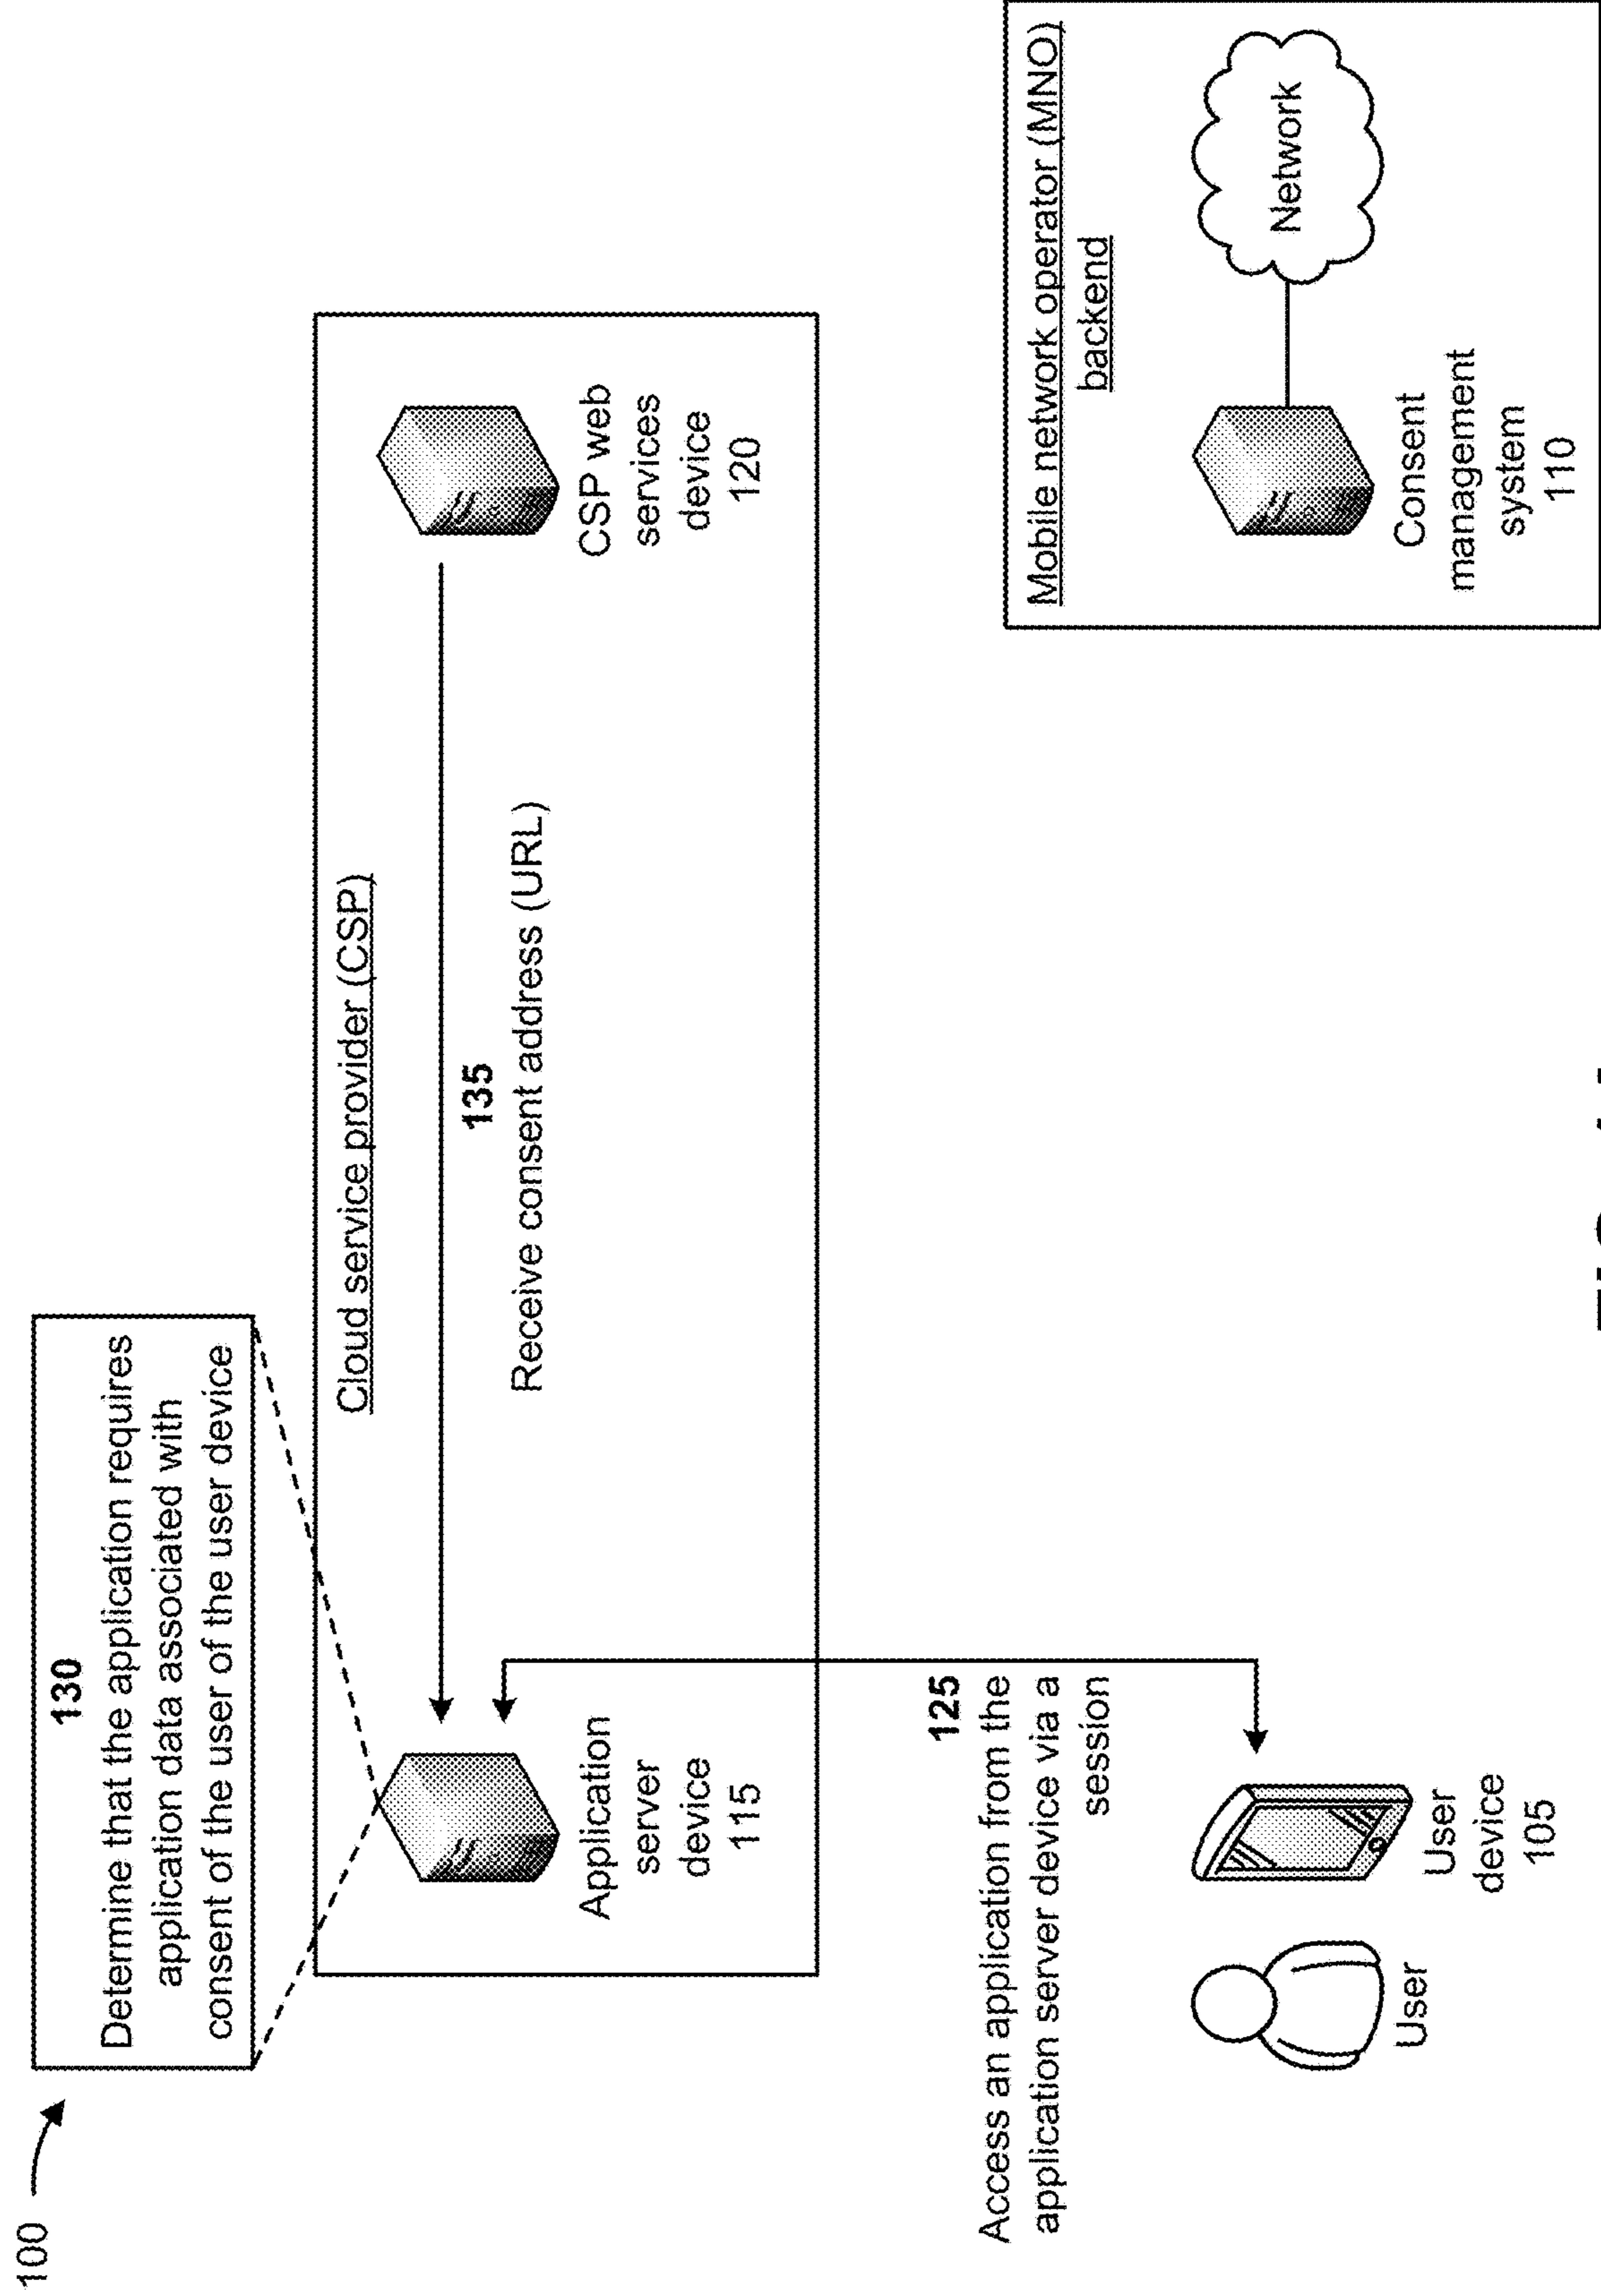 100
130
Determine that the application requires
application data associated with
consent of the user of the user device
Cloud service provider (CSP)
135
Receive consent address (URL)
Application
server
device
115
CSP web
services
device
120
125
Access an application from the
application server device via a
session
User
User
device
105
Mobile network operator (MNO)
backend
Network
Consent
management
system
110